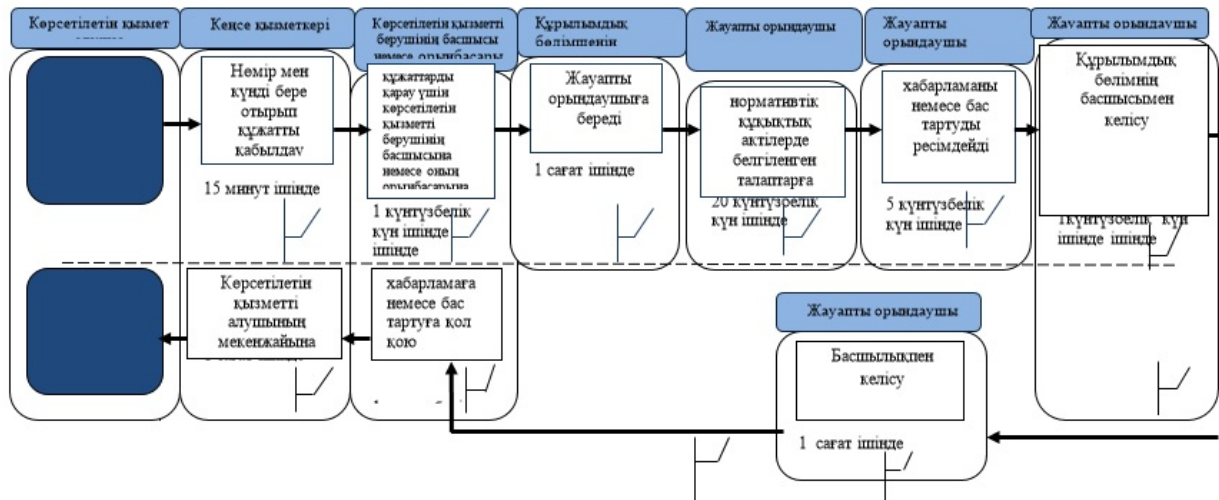 Көрсетілетін қызмет
Кеңсе қызметкері
Көрсетілетін қызметті
берушінің басшысы
немесе орынбасары
Құрылымдық
бөлімшенің
Жауапты орындаушы
Жауапты
орындаушы
Жауапты орындаушы
Нөмір мен
күнді бере
отырып
құжатты
қабылдау
15 минут ішінде
құжаттарды
қарау үшін
көрсетілетін
қызметті
берушінің
басшысына
немесе оның
орынбасарына
1 күнтүзбелік
күн ішінде
ішінде
Жауапты
орындаушыға
береді
1 сағат ішінде
нормативтік
құқықтық
актілерде
белгіленген
талаптарға
20 күнтүзбелік
күн ішінде
хабарламаны
немесе бас
тартуды
ресімдейді
5 күнтүзбелік
күн ішінде
Құрылымдық
бөлімнің
басшысымен
келісу
1күнтүзбелік күн
ішінде ішінде
Көрсетілетін
қызметті
алушының
мекенжайына
хабарламаға
немесе бас
тартуға қол
қою
Жауапты орындаушы
Басшылықпен
келісу
1 сағат ішінде